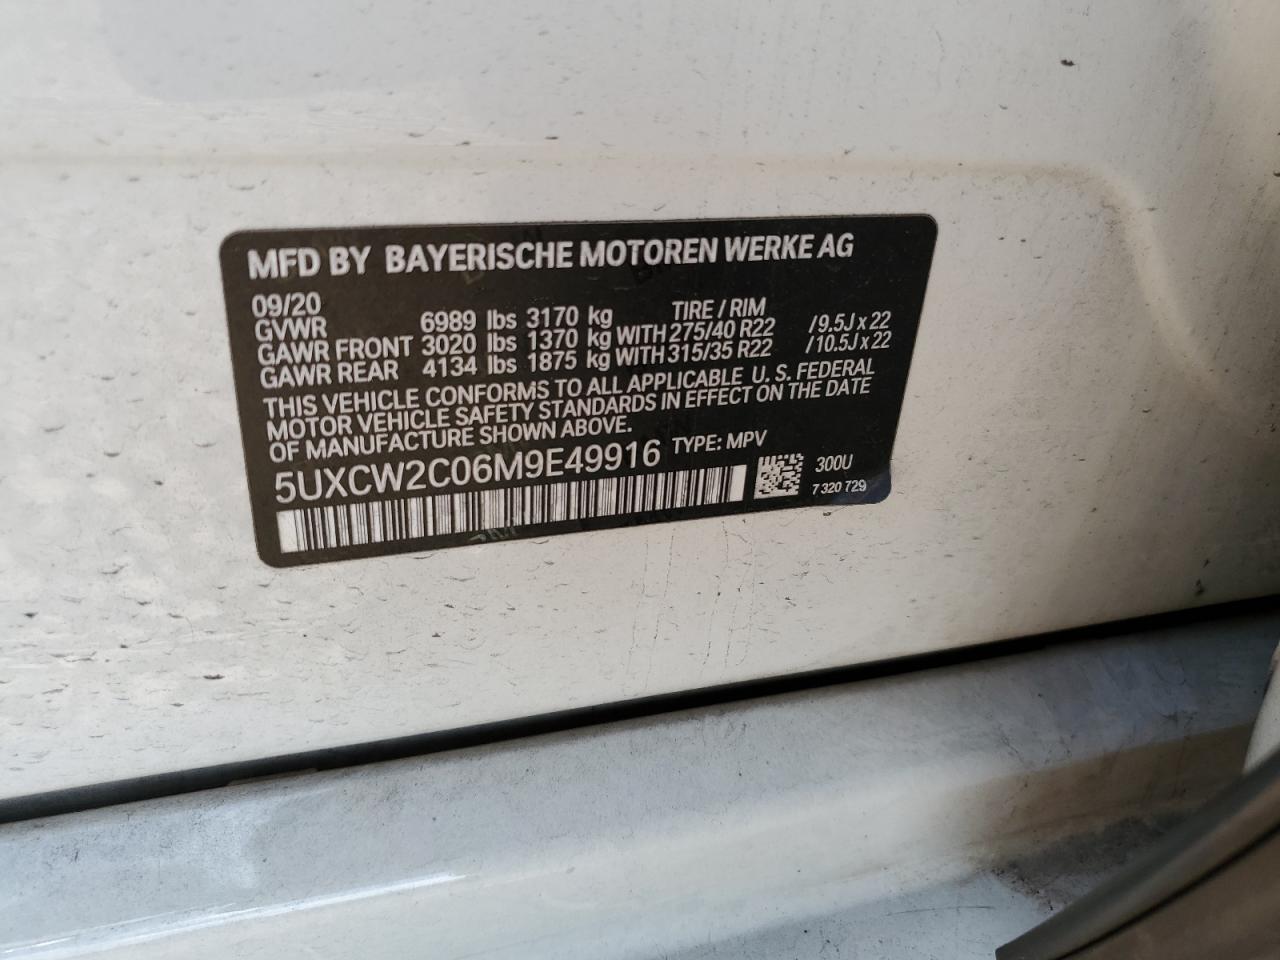 MFD BY BAYERISCHE MOTOREN WERKE AG
09/20 TIRE / RIM
GVWR 6989 lbs 3170 kg
GAWR FRONT 3020 lbs 1370 kg WITH 275/40 R22 /9.5J x 22
GAWR REAR 4134 lbs 1875 kg WITH 315/35 R22 /10.5J x 22
THIS VEHICLE CONFORMS TO ALL APPLICABLE U. S. FEDERAL
MOTOR VEHICLE SAFETY STANDARDS IN EFFECT ON THE DATE
OF MANUFACTURE SHOWN ABOVE.
5UXCW2C06M9E49916 TYPE: MPV
300U
7 320 729